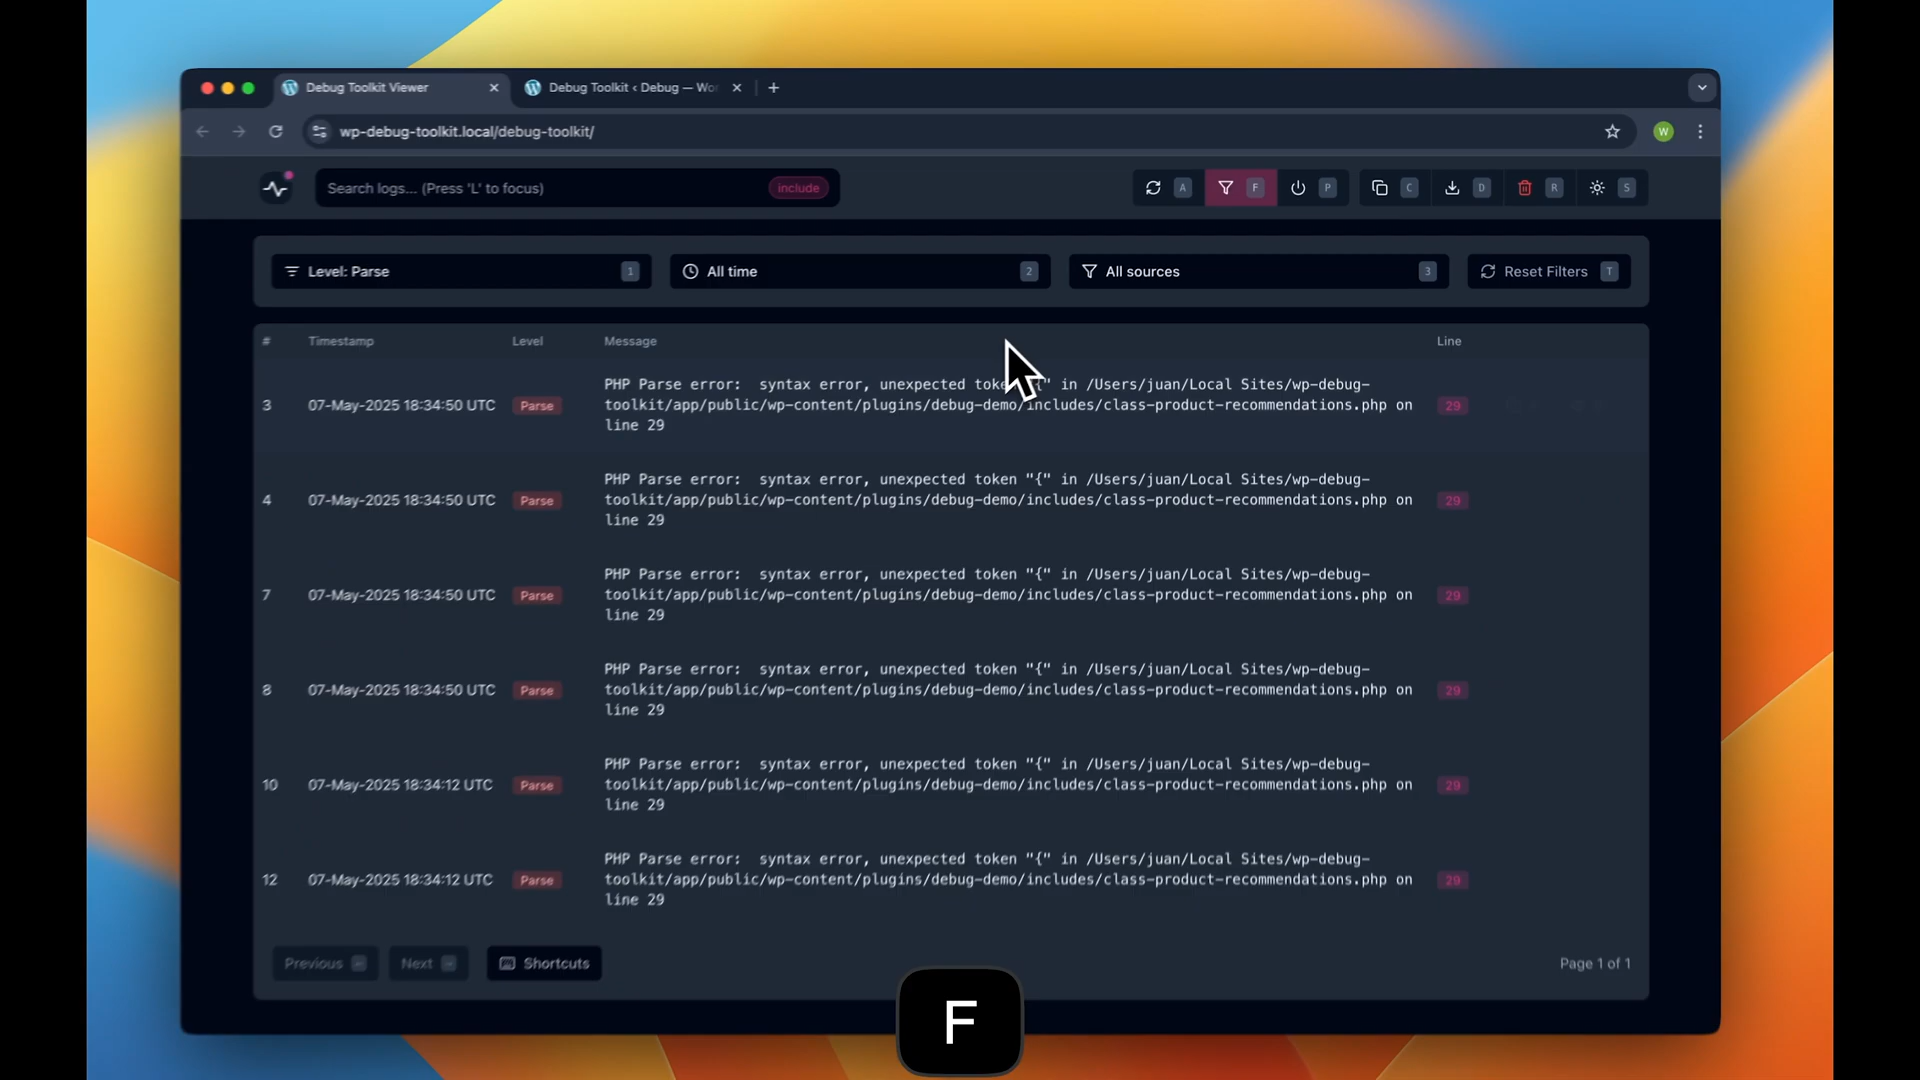 Debug Toolkit Viewer
Debug Toolkit ‹ Debug — Wor
wp-debug-toolkit.local/debug-toolkit/
W
Search logs... (Press 'L' to focus) include
A F P C D R S
Level: Parse 1
All time 2
All sources 3
Reset Filters T
# Timestamp Level Message Line
3 07-May-2025 18:34:50 UTC Parse 29
PHP Parse error:  syntax error, unexpected token "{" in /Users/juan/Local Sites/wp-debug-
toolkit/app/public/wp-content/plugins/debug-demo/includes/class-product-recommendations.php on
line 29
4 07-May-2025 18:34:50 UTC Parse 29
PHP Parse error:  syntax error, unexpected token "{" in /Users/juan/Local Sites/wp-debug-
toolkit/app/public/wp-content/plugins/debug-demo/includes/class-product-recommendations.php on
line 29
7 07-May-2025 18:34:50 UTC Parse 29
PHP Parse error:  syntax error, unexpected token "{" in /Users/juan/Local Sites/wp-debug-
toolkit/app/public/wp-content/plugins/debug-demo/includes/class-product-recommendations.php on
line 29
8 07-May-2025 18:34:50 UTC Parse 29
PHP Parse error:  syntax error, unexpected token "{" in /Users/juan/Local Sites/wp-debug-
toolkit/app/public/wp-content/plugins/debug-demo/includes/class-product-recommendations.php on
line 29
10 07-May-2025 18:34:12 UTC Parse 29
PHP Parse error:  syntax error, unexpected token "{" in /Users/juan/Local Sites/wp-debug-
toolkit/app/public/wp-content/plugins/debug-demo/includes/class-product-recommendations.php on
line 29
12 07-May-2025 18:34:12 UTC Parse 29
PHP Parse error:  syntax error, unexpected token "{" in /Users/juan/Local Sites/wp-debug-
toolkit/app/public/wp-content/plugins/debug-demo/includes/class-product-recommendations.php on
line 29
Previous
Next
Shortcuts
Page 1 of 1
F